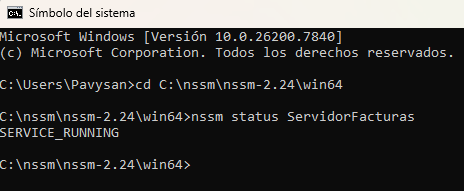 Símbolo del sistema
Microsoft Windows [Versión 10.0.26200.7840]
(c) Microsoft Corporation. Todos los derechos reservados.
C:\Users\Pavysan>cd C:\nssm\nssm-2.24\win64
C:\nssm\nssm-2.24\win64>nssm status ServidorFacturas
SERVICE_RUNNING
C:\nssm\nssm-2.24\win64>